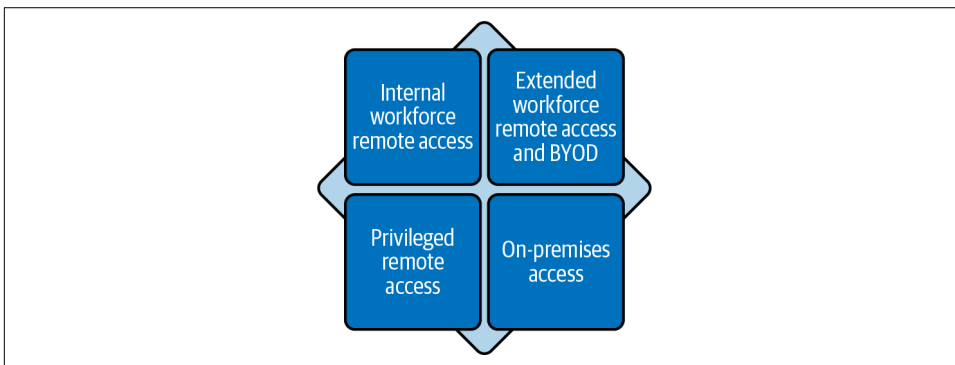 Internal
workforce
remote access
Extended
workforce
remote access
and BYOD
Privileged
remote
access
On-premises
access